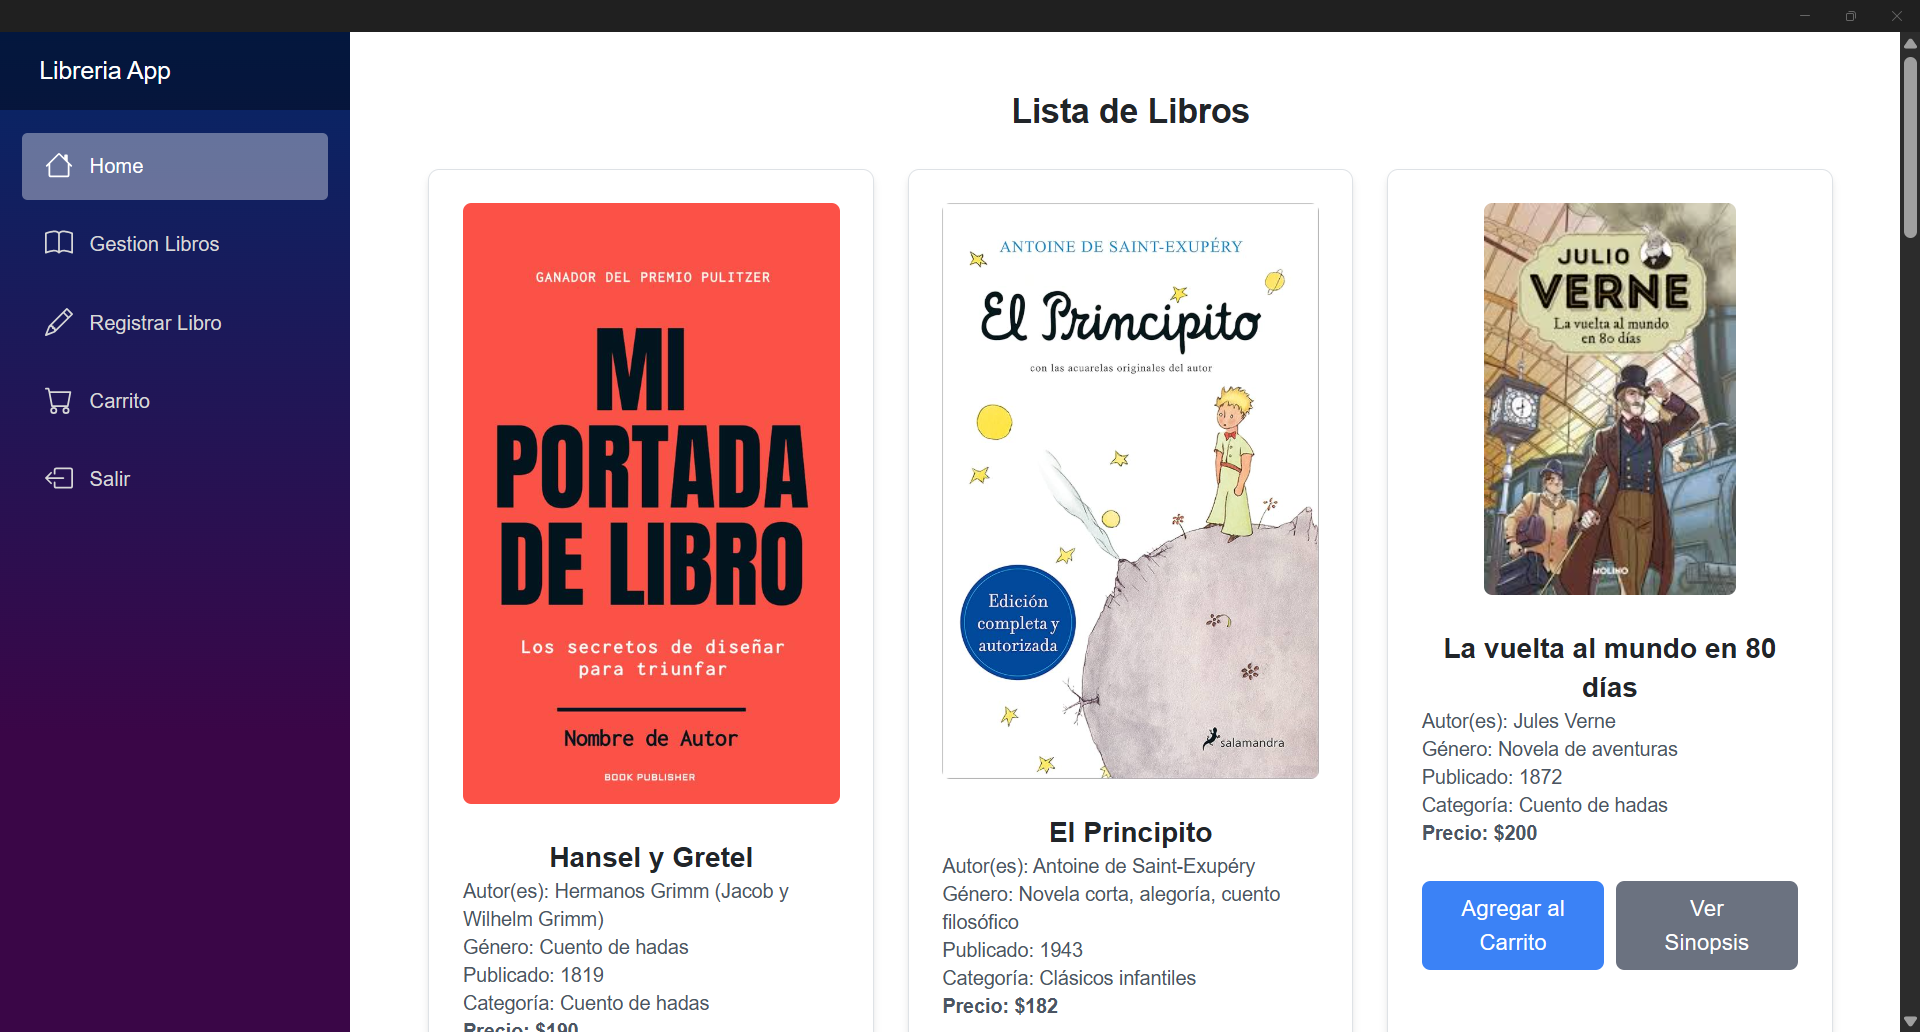 Libreria App
Home
Gestion Libros
Registrar Libro
Carrito
Salir
Lista de Libros
GANADOR DEL PREMIO PULITZER
MI
PORTADA
DE LIBRO
Los secretos de diseñar
para triunfar
Nombre de Autor
BOOK PUBLISHER
Hansel y Gretel
Autor(es): Hermanos Grimm (Jacob y
Wilhelm Grimm)
Género: Cuento de hadas
Publicado: 1819
Categoría: Cuento de hadas
Precio: $190
ANTOINE DE SAINT-EXUPÉRY
El Principito
con las acuarelas originales del autor
Edición
completa y
autorizada
salamandra
El Principito
Autor(es): Antoine de Saint-Exupéry
Género: Novela corta, alegoría, cuento
filosófico
Publicado: 1943
Categoría: Clásicos infantiles
Precio: $182
JULIO
VERNE
La vuelta al mundo
en 80 días
MOLINO
La vuelta al mundo en 80
días
Autor(es): Jules Verne
Género: Novela de aventuras
Publicado: 1872
Categoría: Cuento de hadas
Precio: $200
Agregar al
Carrito
Ver
Sinopsis